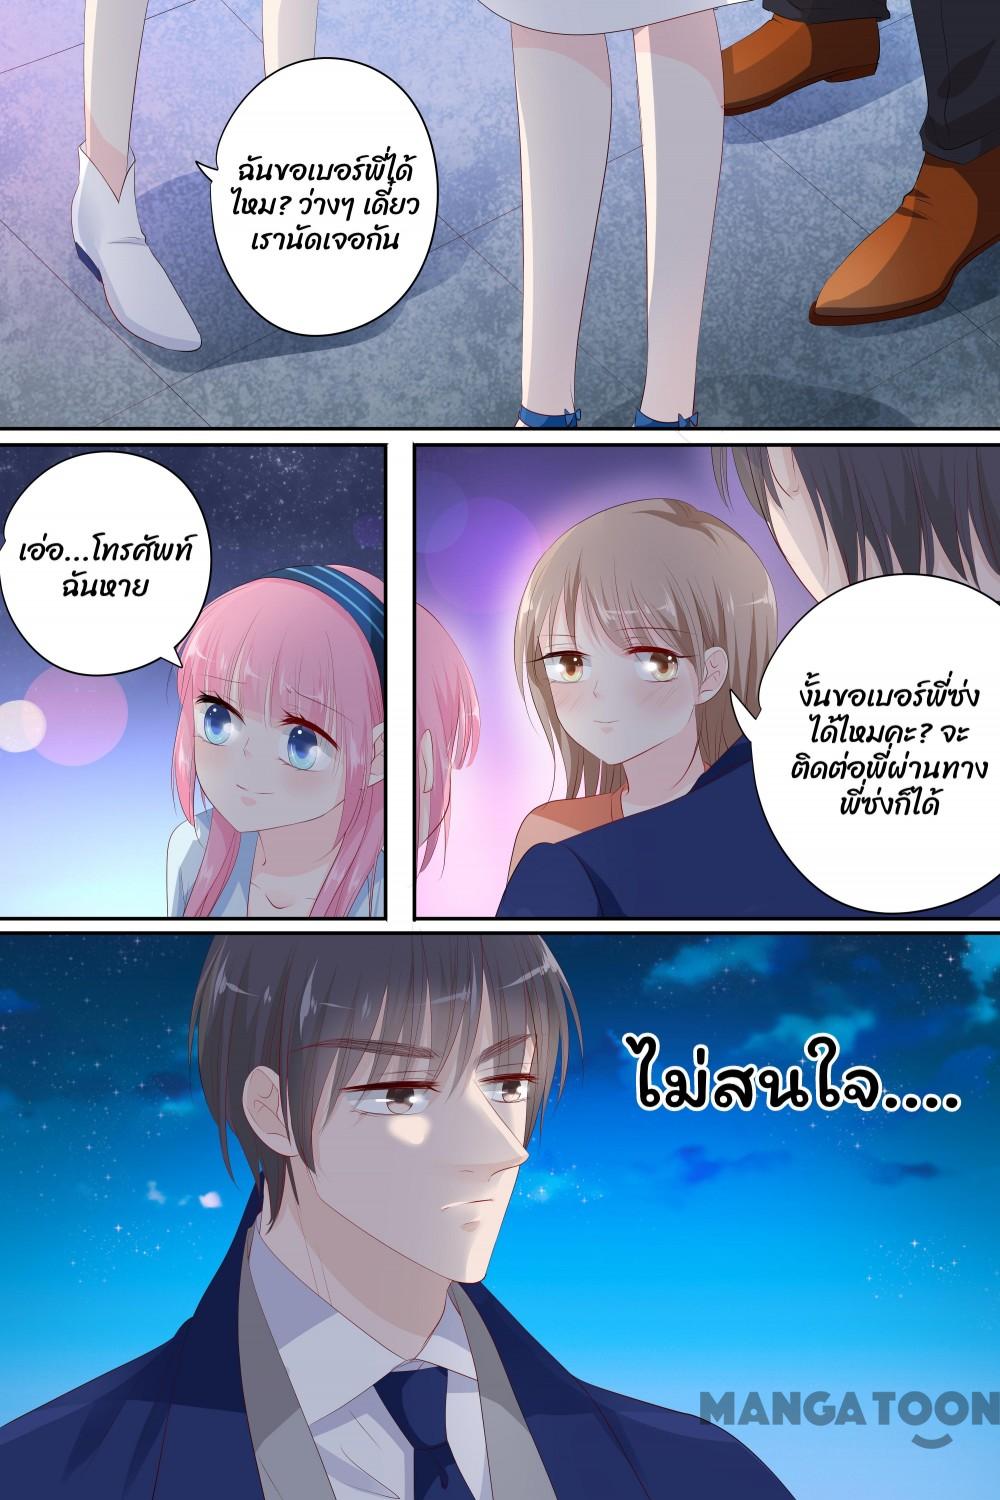 ฉันขอเบอร์พี่ได้
ไหม? ว่างๆ เดี๋ยว
เรานัดเจอกัน
เอ่อ...โทรศัพท์
ฉันหาย
งั้นขอเบอร์พี่ซ่ง
ได้ไหมคะ? จะ
ติดต่อพี่ผ่านทาง
พี่ซ่งก็ได้
ไม่สนใจ....
MANGATOON